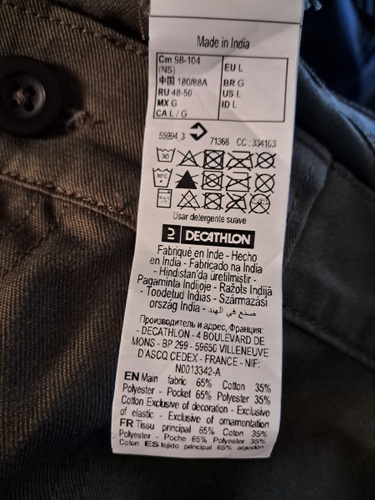 Made in India
Cm 98-104 (NS) EU L
中国 180/88A BR G
RU 48-50 US L
MX G ID L
CA L / G
55994_3 71368 CC : 334103
30
Usar detergente suave
DECATHLON
Fabriqué en Inde - Hecho
en India - Fabricado na India
- Hindistan'da üretilmiştir -
Pagaminta Indijoje - Ražots Indijā
- Toodetud Indias - Származási
ország India - صنع في الهند -
Производитель и адрес, Франция:
- DECATHLON - 4 BOULEVARD DE
MONS - BP 299 - 59650 VILLENEUVE
D'ASCQ CEDEX - FRANCE - NIF:
N0013342-A
EN Main fabric 65% Cotton 35%
Polyester - Pocket 65% Polyester 35%
Cotton Exclusive of decoration - Exclusive
of elastic - Exclusive of ornamentation
FR Tissu principal 65% Coton 35%
Polyester - Poche 65% Polyester 35%
Coton ES tejido principal 65% algodón